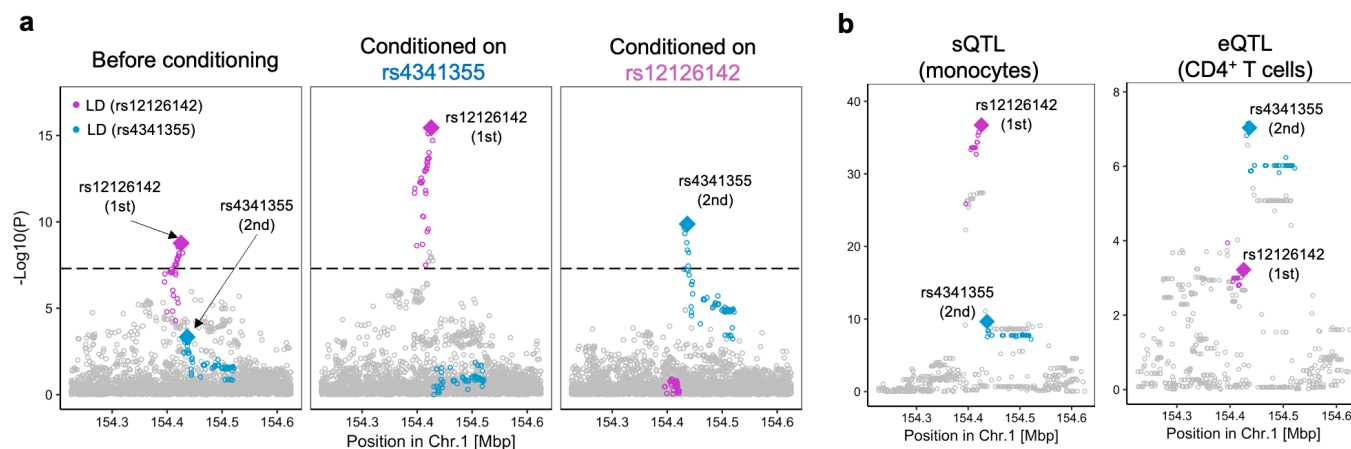 a
Before conditioning
Conditioned on
rs4341355
Conditioned on
rs12126142
-Log10(P)
15
10
5
0
LD (rs12126142)
LD (rs4341355)
rs12126142
(1st)
rs4341355
(2nd)
154.3 154.4 154.5 154.6
rs12126142
(1st)
154.3 154.4 154.5 154.6
Position in Chr.1 [Mbp]
rs4341355
(2nd)
154.3 154.4 154.5 154.6
b
sQTL
(monocytes)
40
30
20
10
0
rs12126142
(1st)
rs4341355
(2nd)
154.3 154.4 154.5 154.6
Position in Chr.1 [Mbp]
eQTL
(CD4⁺ T cells)
8
6
4
2
0
rs4341355
(2nd)
rs12126142
(1st)
154.3 154.4 154.5 154.6